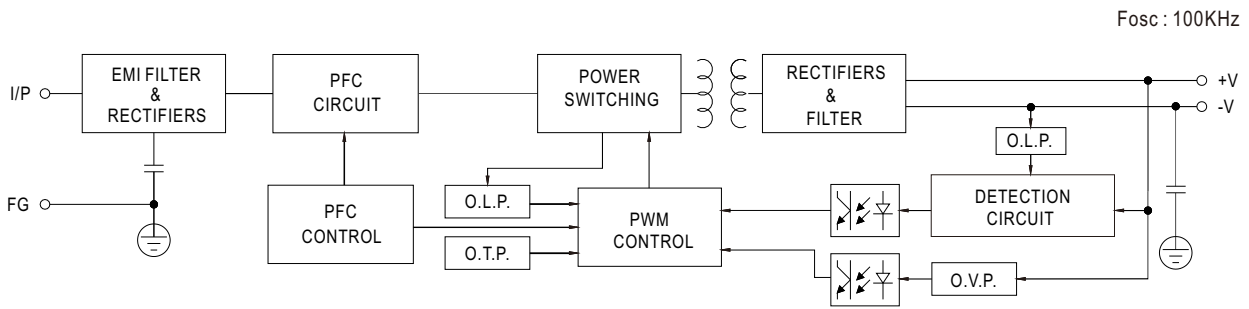 Fosc : 100KHz
I/P
EMI FILTER
&
RECTIFIERS
PFC
CIRCUIT
POWER
SWITCHING
RECTIFIERS
&
FILTER
+V
-V
O.L.P.
FG
PFC
CONTROL
O.L.P.
O.T.P.
PWM
CONTROL
DETECTION
CIRCUIT
O.V.P.